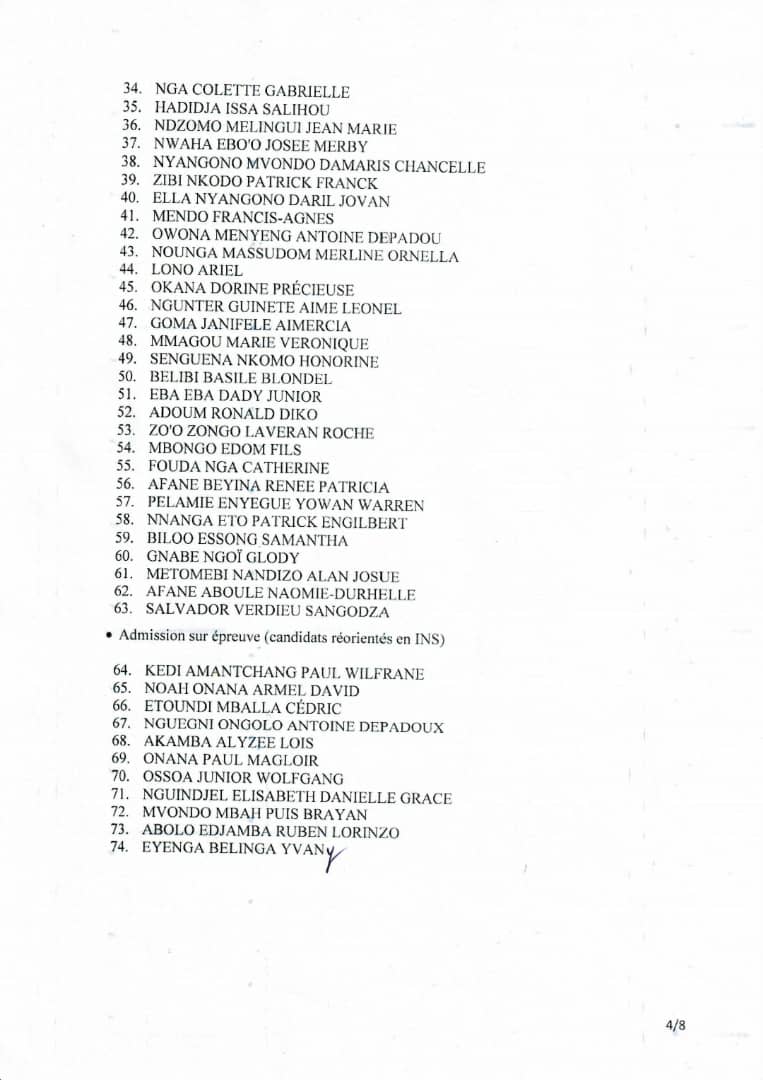 34. NGA COLETTE GABRIELLE
35. HADIDJA ISSA SALIHOU
36. NDZOMO MELINGUI JEAN MARIE
37. NWAHA EBO'O JOSEE MERBY
38. NYANGONO MVONDO DAMARIS CHANCELLE
39. ZIBI NKODO PATRICK FRANCK
40. ELLA NYANGONO DARIL JOVAN
41. MENDO FRANCIS-AGNES
42. OWONA MENYENG ANTOINE DEPADOU
43. NOUNGA MASSUDOM MERLINE ORNELLA
44. LONO ARIEL
45. OKANA DORINE PRÉCIEUSE
46. NGUNTER GUINETE AIME LEONEL
47. GOMA JANIFELE AIMERCIA
48. MMAGOU MARIE VERONIQUE
49. SENGUENA NKOMO HONORINE
50. BELIBI BASILE BLONDEL
51. EBA EBA DADY JUNIOR
52. ADOUM RONALD DIKO
53. ZO'O ZONGO LAVERAN ROCHE
54. MBONGO EDOM FILS
55. FOUDA NGA CATHERINE
56. AFANE BEYINA RENEE PATRICIA
57. PELAMIE ENYEGUE YOWAN WARREN
58. NNANGA ETO PATRICK ENGILBERT
59. BILOO ESSONG SAMANTHA
60. GNABE NGOÏ GLODY
61. METOMEBI NANDIZO ALAN JOSUE
62. AFANE ABOULE NAOMIE-DURHELLE
63. SALVADOR VERDIEU SANGODZA
• Admission sur épreuve (candidats réorientés en INS)
64. KEDI AMANTCHANG PAUL WILFRANE
65. NOAH ONANA ARMEL DAVID
66. ETOUNDI MBALLA CÉDRIC
67. NGUEGNI ONGOLO ANTOINE DEPADOUX
68. AKAMBA ALYZEE LOIS
69. ONANA PAUL MAGLOIR
70. OSSOA JUNIOR WOLFGANG
71. NGUINDJEL ELISABETH DANIELLE GRACE
72. MVONDO MBAH PUIS BRAYAN
73. ABOLO EDJAMBA RUBEN LORINZO
74. EYENGA BELINGA YVAN
4/8